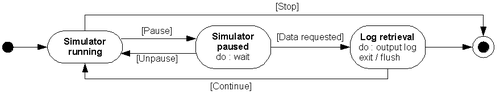 [Stop]
Simulator
running
[Pause]
[Unpause]
Simulator
paused
do : wait
[Data requested]
Log retrieval
do : output log
exit / flush
[Continue]